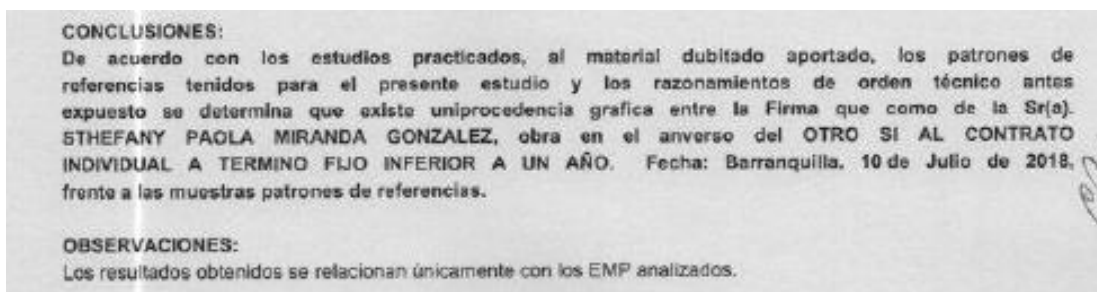 CONCLUSIONES:
De acuerdo con los estudios practicados, al material dubitado aportado, los patrones de
referencias tenidos para el presente estudio y los razonamientos de orden técnico antes
expuesto se determina que existe uniprocedencia grafica entre la Firma que como de la Sr(a).
STHEFANY PAOLA MIRANDA GONZALEZ, obra en el anverso del OTRO SI AL CONTRATO
INDIVIDUAL A TERMINO FIJO INFERIOR A UN AÑO. Fecha: Barranquilla, 10 de Julio de 2018,
frente a las muestras patrones de referencias.
OBSERVACIONES:
Los resultados obtenidos se relacionan únicamente con los EMP analizados.